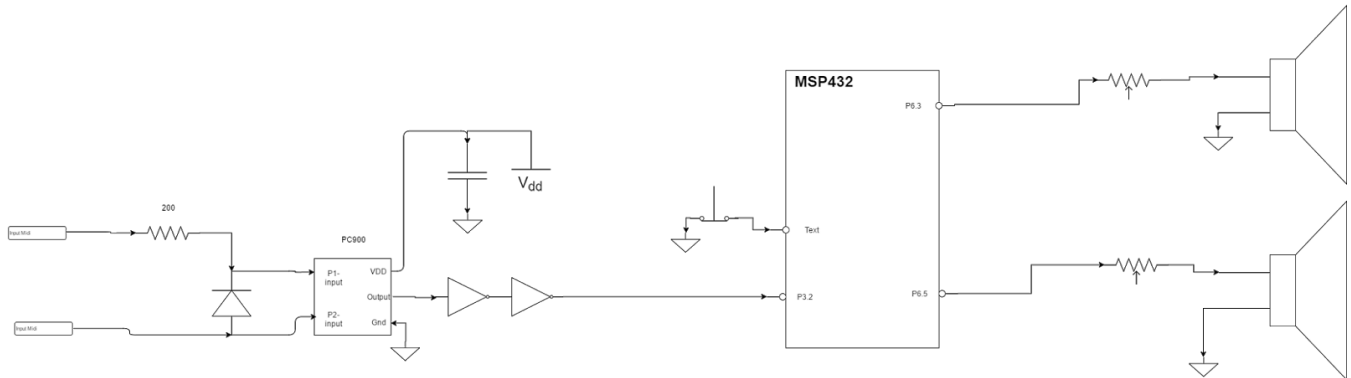 MSP432
P6.3
Vdd
200
Input Midi
PC900
Text
P1-
input
VDD
Output
P2-
input
Gnd
P3.2
P6.5
Input Midi